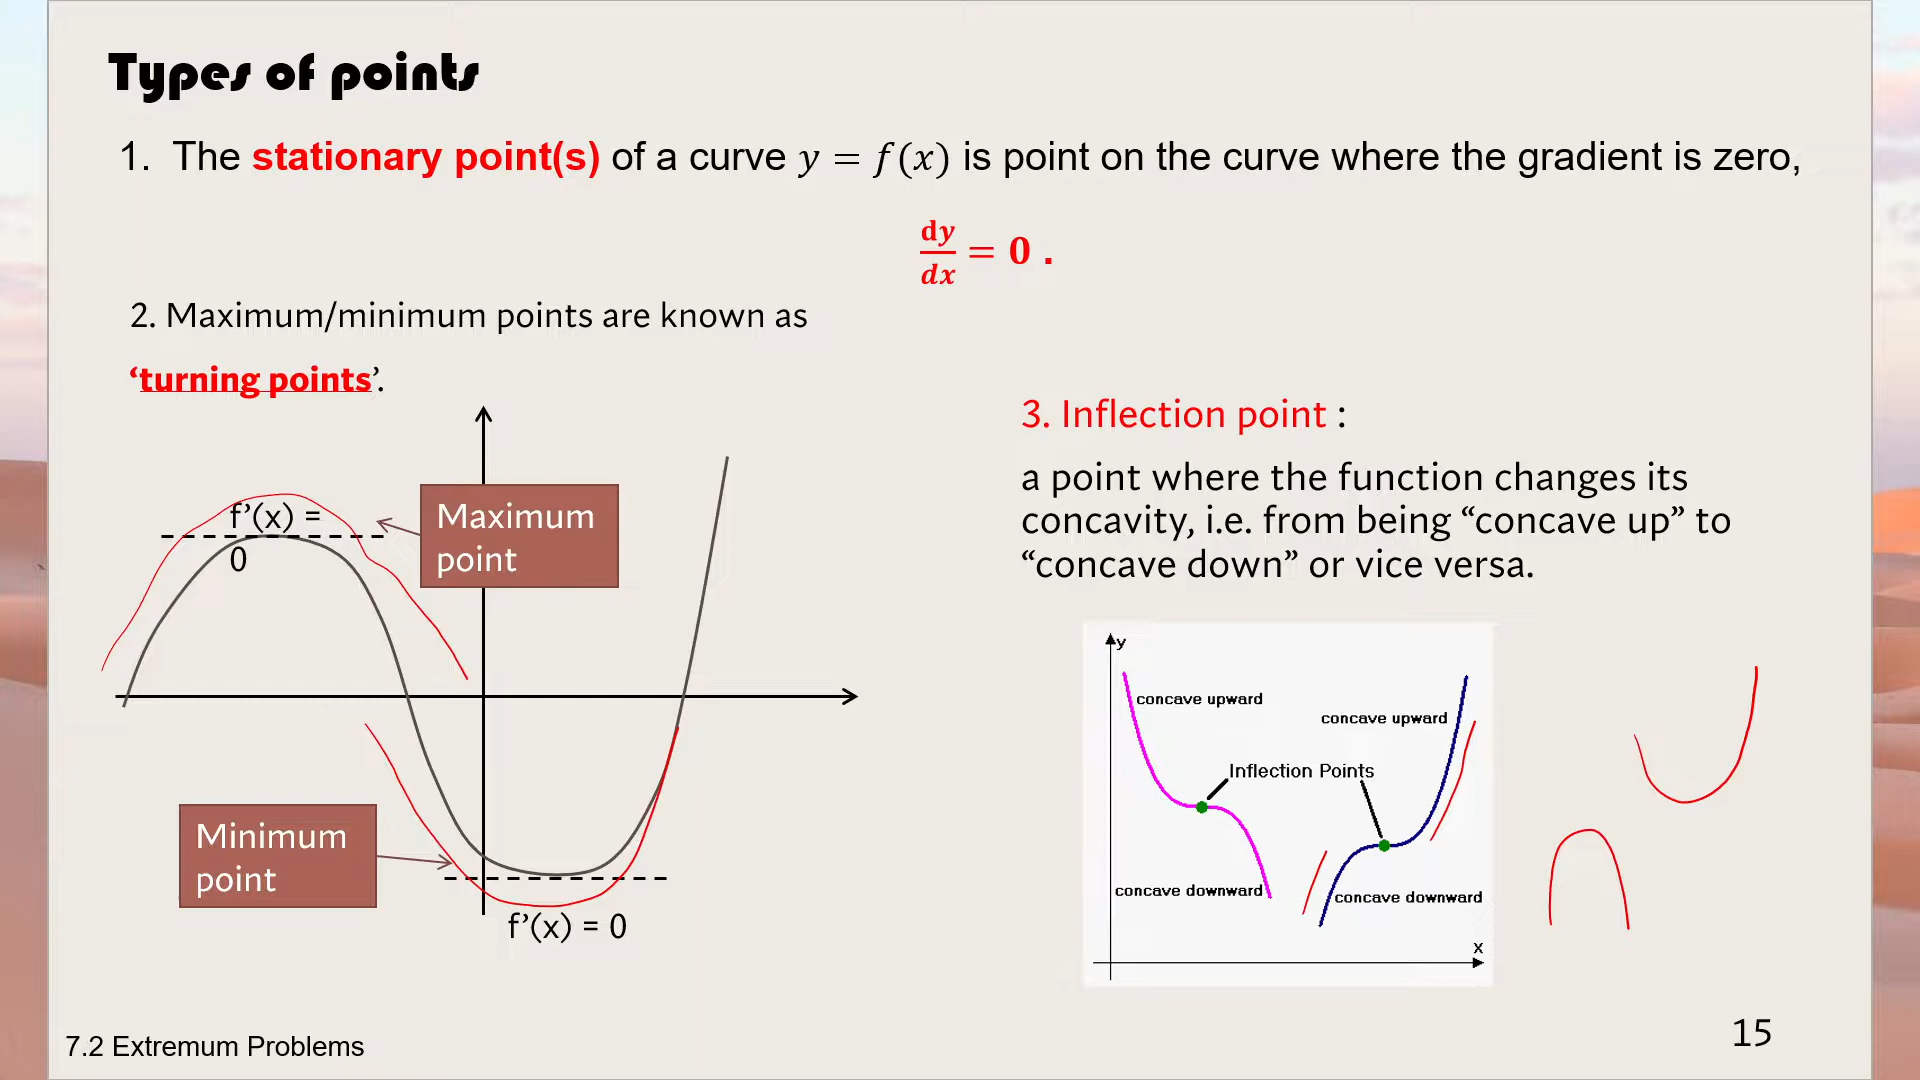 Types of points
1. The stationary point(s) of a curve y = f(x) is point on the curve where the gradient is zero,
dy/dx = 0 .
2. Maximum/minimum points are known as
‘turning points’.
f’(x) =
0
Maximum
point
Minimum
point
f’(x) = 0
3. Inflection point :
a point where the function changes its
concavity, i.e. from being “concave up” to
“concave down” or vice versa.
y
concave upward
concave upward
Inflection Points
concave downward
concave downward
x
7.2 Extremum Problems
15